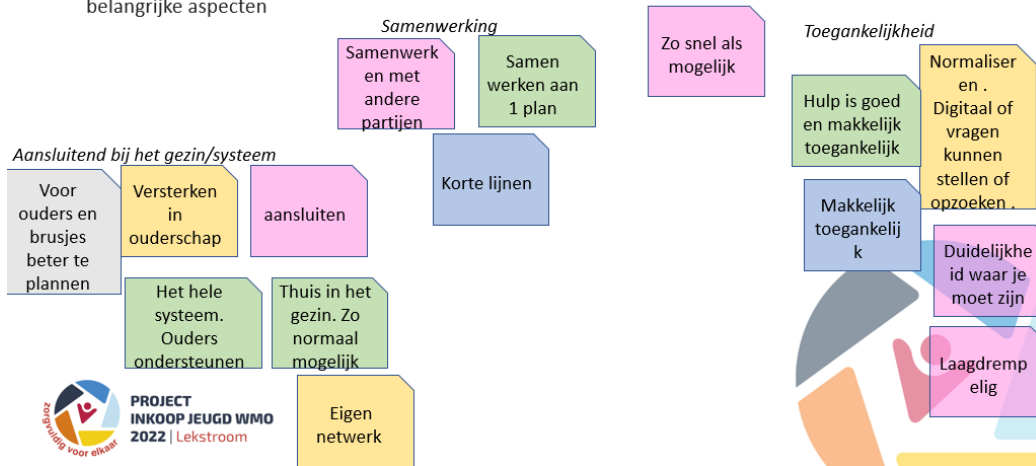 belangrijke aspecten
Samenwerking
Samenwerk
en met
andere
partijen
Samen
werken aan
1 plan
Korte lijnen
Zo snel als
mogelijk
Toegankelijkheid
Hulp is goed
en makkelijk
toegankelijk
Normaliser
en .
Digitaal of
vragen
kunnen
stellen of
opzoeken .
Makkelijk
toegankelij
k
Duidelijkhe
id waar je
moet zijn
Laagdremp
elig
Aansluitend bij het gezin/systeem
Voor
ouders en
brusjes
beter te
plannen
Versterken
in
ouderschap
aansluiten
Het hele
systeem.
Ouders
ondersteunen
Thuis in het
gezin. Zo
normaal
mogelijk
Eigen
netwerk
zorgvuldig voor elkaar
PROJECT
INKOOP JEUGD WMO
2022 | Lekstroom